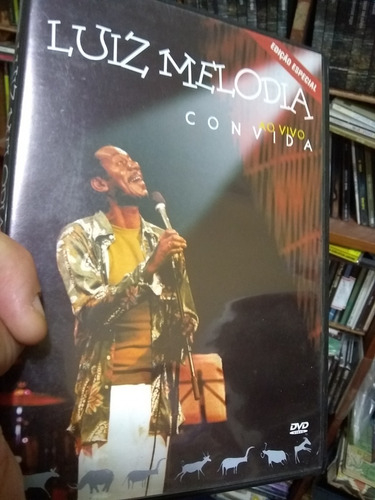 LUIZ MELODIA
EDIÇÃO ESPECIAL
AO VIVO
CONVIDA
DVD